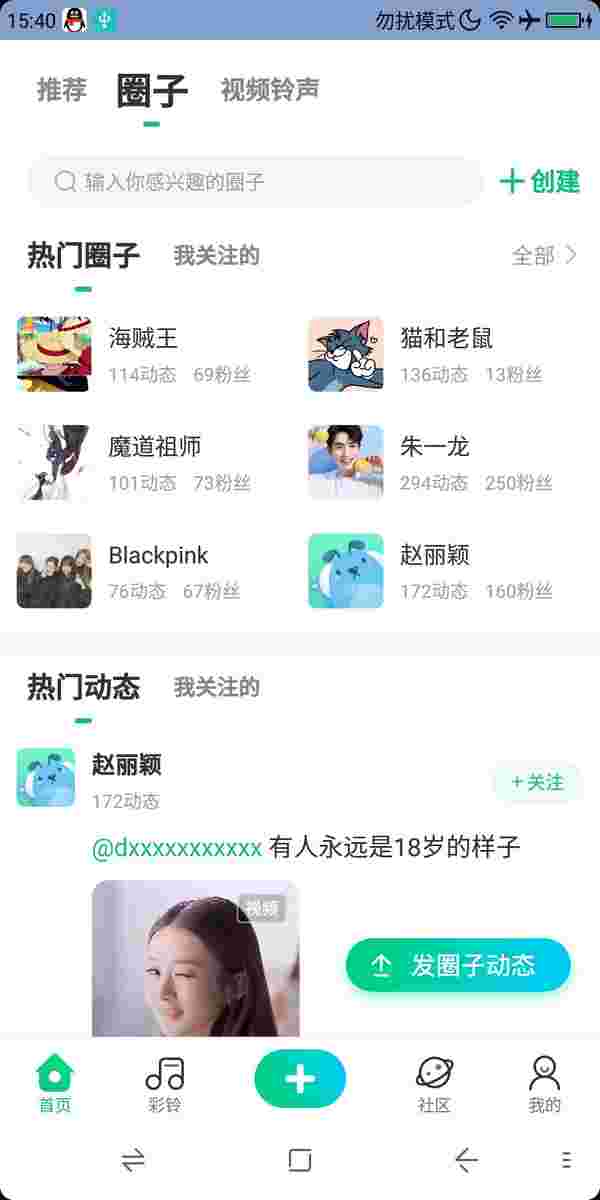 15:40 勿扰模式
推荐 圈子 视频铃声
输入你感兴趣的圈子 创建
热门圈子 我关注的 全部
海贼王 猫和老鼠
114动态 69粉丝 136动态 13粉丝
魔道祖师 朱一龙
101动态 73粉丝 294动态 250粉丝
Blackpink 赵丽颖
76动态 67粉丝 172动态 160粉丝
热门动态 我关注的
赵丽颖
172动态
+关注
@dxxxxxxxxxxx 有人永远是18岁的样子
视频
发圈子动态
首页 彩铃 社区 我的